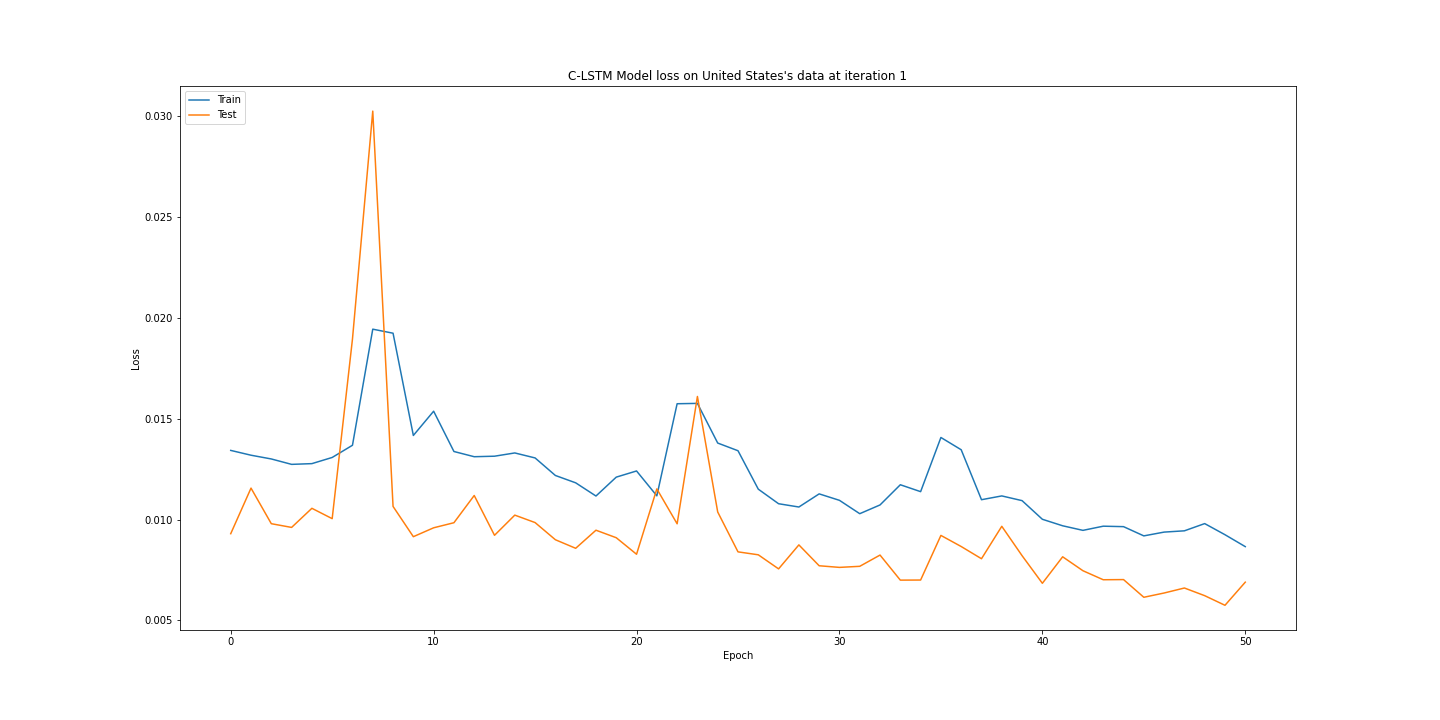 C-LSTM Model loss on United States's data at iteration 1
Train
Test
0.030
0.025
0.020
0.015
0.010
0.005
Loss
0 10 20 30 40 50
Epoch